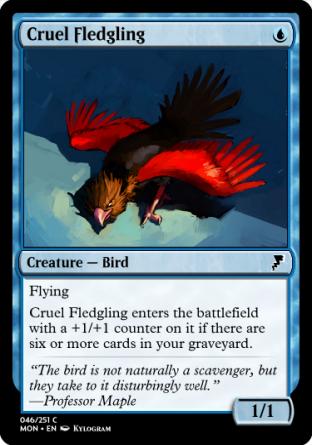 Cruel Fledgling
Creature — Bird
Flying
Cruel Fledgling enters the battlefield
with a +1/+1 counter on it if there are
six or more cards in your graveyard.
“The bird is not naturally a scavenger, but
they take to it disturbingly well.”
—Professor Maple
1/1
046/251 C
MON • EN Kylogram